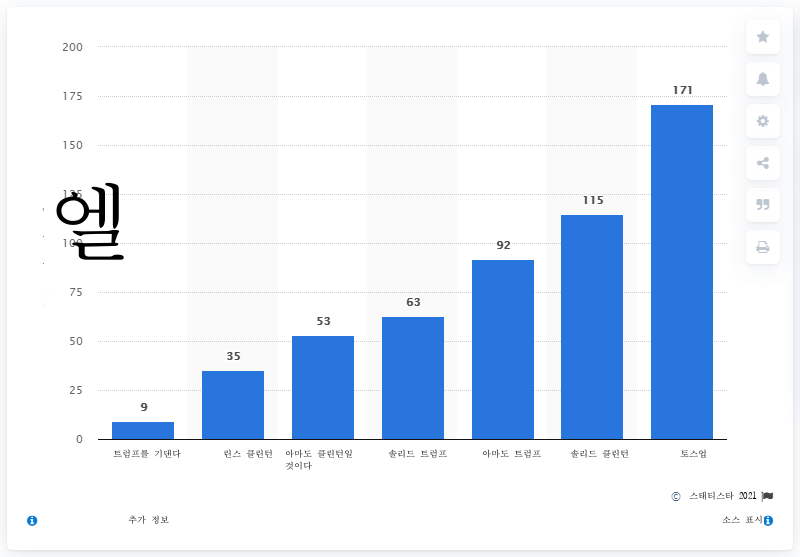 200
175
150
125
100
75
50
25
0
엘
9
35
53
63
92
115
171
트럼프를 기댄다
린스 클린턴
아마도 클린턴일
것이다
솔리드 트럼프
아마도 트럼프
솔리드 클린턴
토스업
© 스태티스타 2021
추가 정보
소스 표시